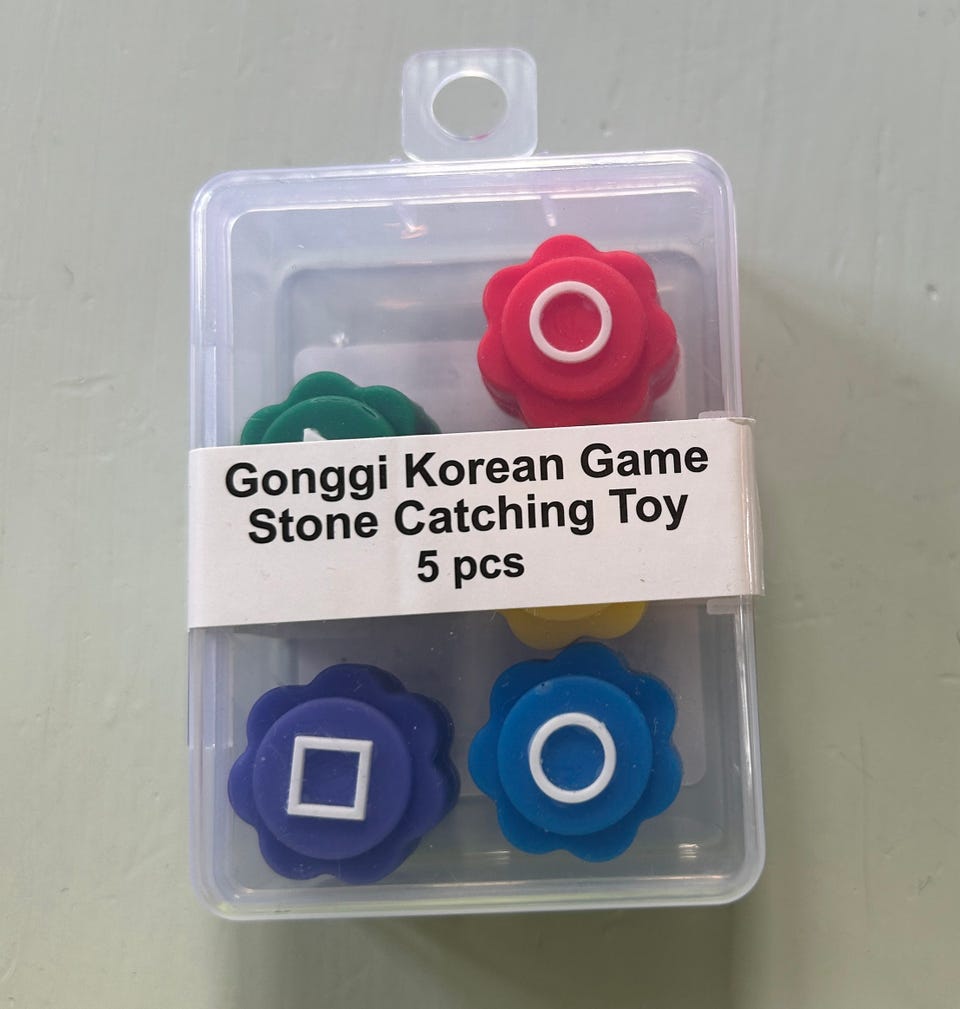 Gonggi Korean Game
Stone Catching Toy
5 pcs